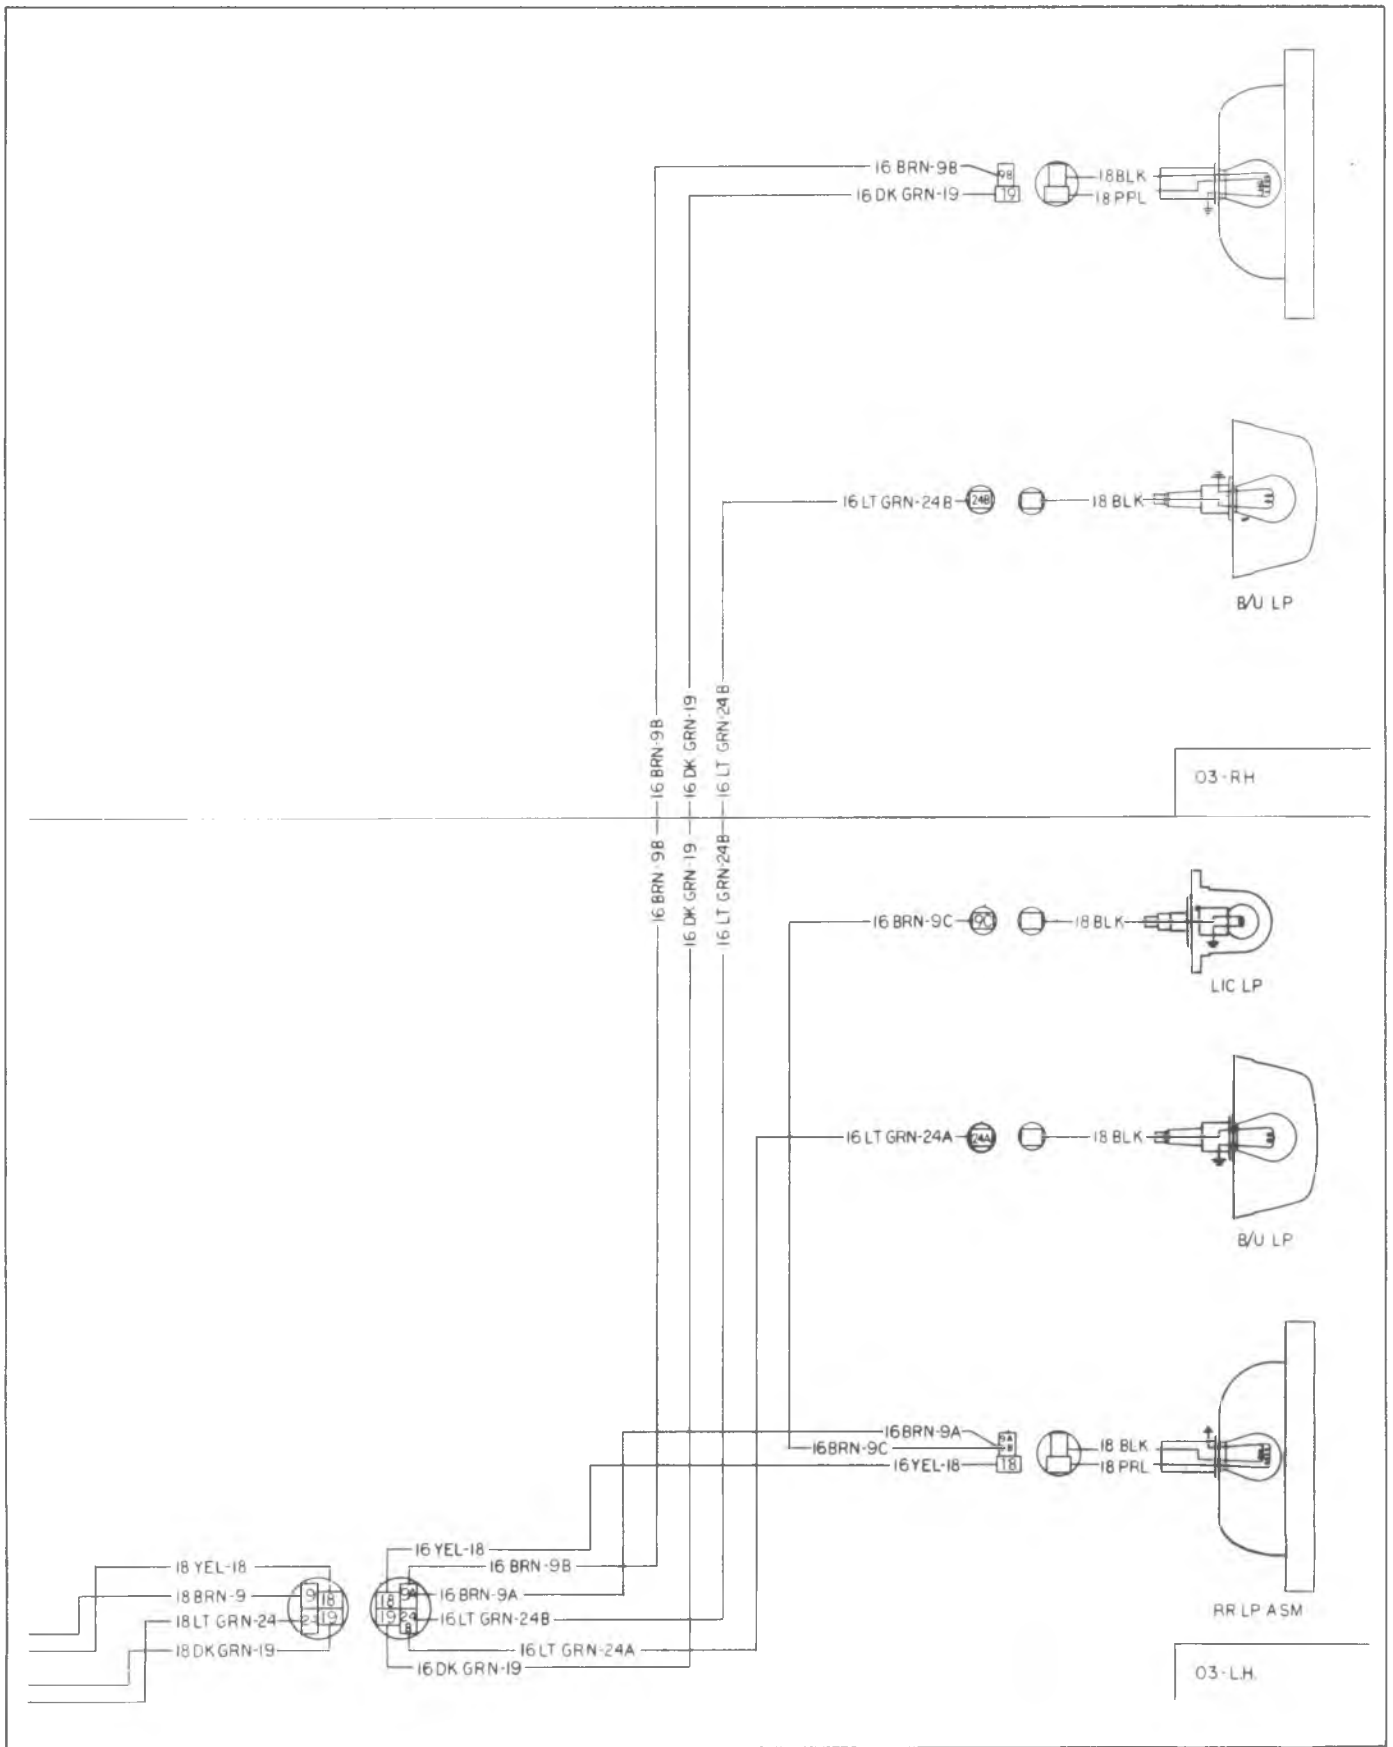 16 BRN-9B
9B
18 BLK
16 DK GRN-19
19
18 PPL
16 LT GRN-24B
24B
18 BLK
B/U LP
16 BRN-9B
16 DK GRN-19
16 LT GRN-24B
03-RH
16 BRN-9B
16 DK GRN-19
16 LT GRN-24B
16 BRN-9C
9C
18 BLK
LIC LP
16 LT GRN-24A
24A
18 BLK
B/U LP
16 BRN-9A
9A
16 BRN-9C
18 BLK
16 YEL-18
18
18 PRL
16 YEL-18
18 YEL-18
16 BRN-9B
18 BRN-9
9
18
18
9A
16 BRN-9A
18 LT GRN-24
19
19
24
B
16 LT GRN-24B
18 DK GRN-19
16 LT GRN-24A
16 DK GRN-19
RR LP ASM
03-L.H.